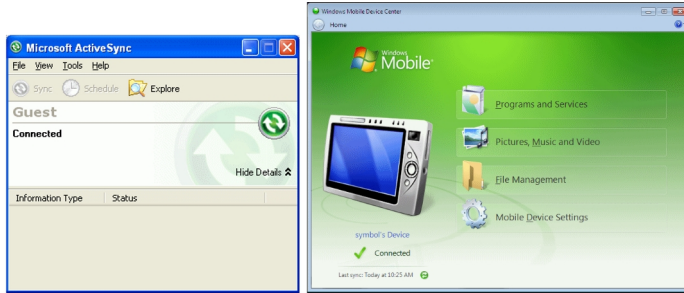 Microsoft ActiveSync
File View Tools Help
Sync Schedule Explore
Guest
Connected
Hide Details
Information Type Status
Windows Mobile Device Center
Home
Windows
Mobile®
Programs and Services
Pictures, Music and Video
File Management
Mobile Device Settings
symbol's Device
Connected
Last sync: Today at 10:25 AM